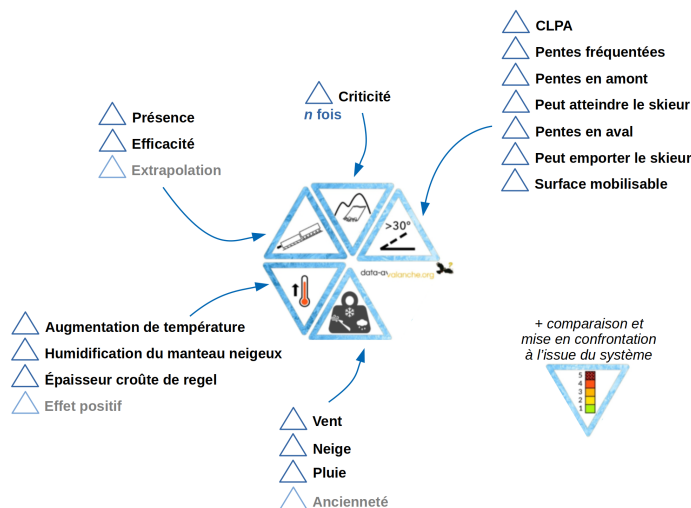 CLPA
Pentes fréquentées
Pentes en amont
Peut atteindre le skieur
Pentes en aval
Peut emporter le skieur
Surface mobilisable
Criticité
n fois
Présence
Efficacité
Extrapolation
>30°
data-avalanche.org
Augmentation de température
Humidification du manteau neigeux
Épaisseur croûte de regel
Effet positif
+ comparaison et
mise en confrontation
à l'issue du système
5
4
3
2
1
Vent
Neige
Pluie
Ancienneté